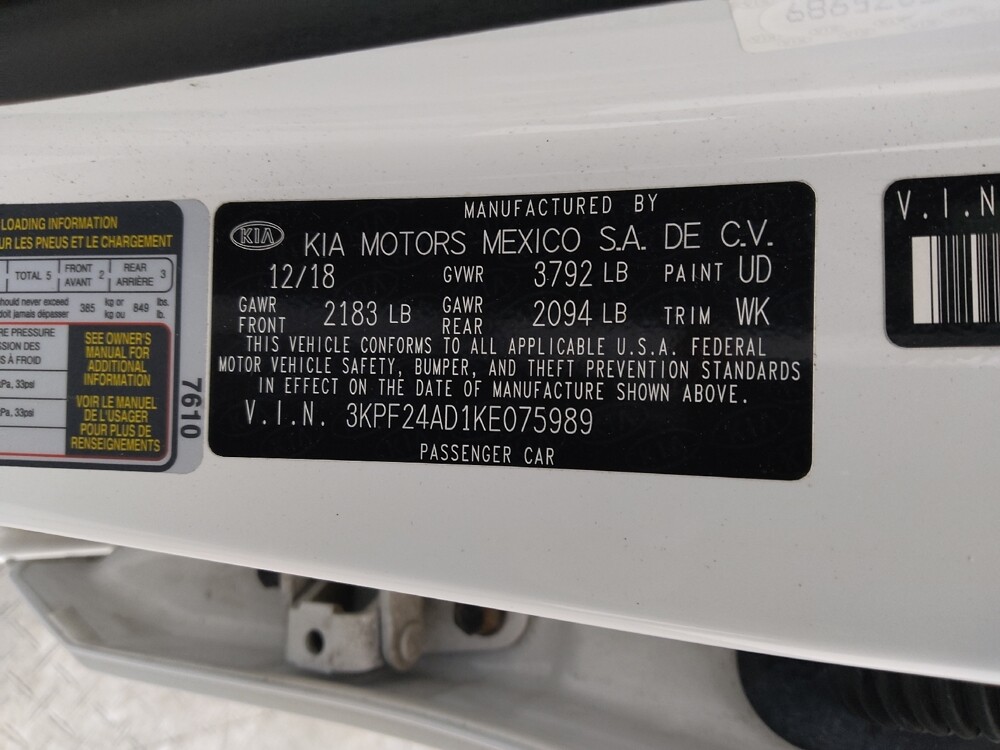 LOADING INFORMATION
UR LES PNEUS ET LE CHARGEMENT
TOTAL 5 FRONT AVANT 2 REAR ARRIÈRE 3
hould never exceed
doit jamais dépasser 385 kg or kg ou 849 lbs. lb.
RE PRESSURE
SSION DES
S À FROID
kPa, 33psi
Pa, 33psi
SEE OWNER'S
MANUAL FOR
ADDITIONAL
INFORMATION
VOIR LE MANUEL
DE L'USAGER
POUR PLUS DE
RENSEIGNEMENTS
7610
MANUFACTURED BY
KIA KIA MOTORS MEXICO S.A. DE C.V.
12/18 GVWR 3792 LB PAINT UD
GAWR FRONT 2183 LB GAWR REAR 2094 LB TRIM WK
THIS VEHICLE CONFORMS TO ALL APPLICABLE U.S.A. FEDERAL
MOTOR VEHICLE SAFETY, BUMPER, AND THEFT PREVENTION STANDARDS
IN EFFECT ON THE DATE OF MANUFACTURE SHOWN ABOVE.
V.I.N. 3KPF24AD1KE075989
PASSENGER CAR
V.I.N